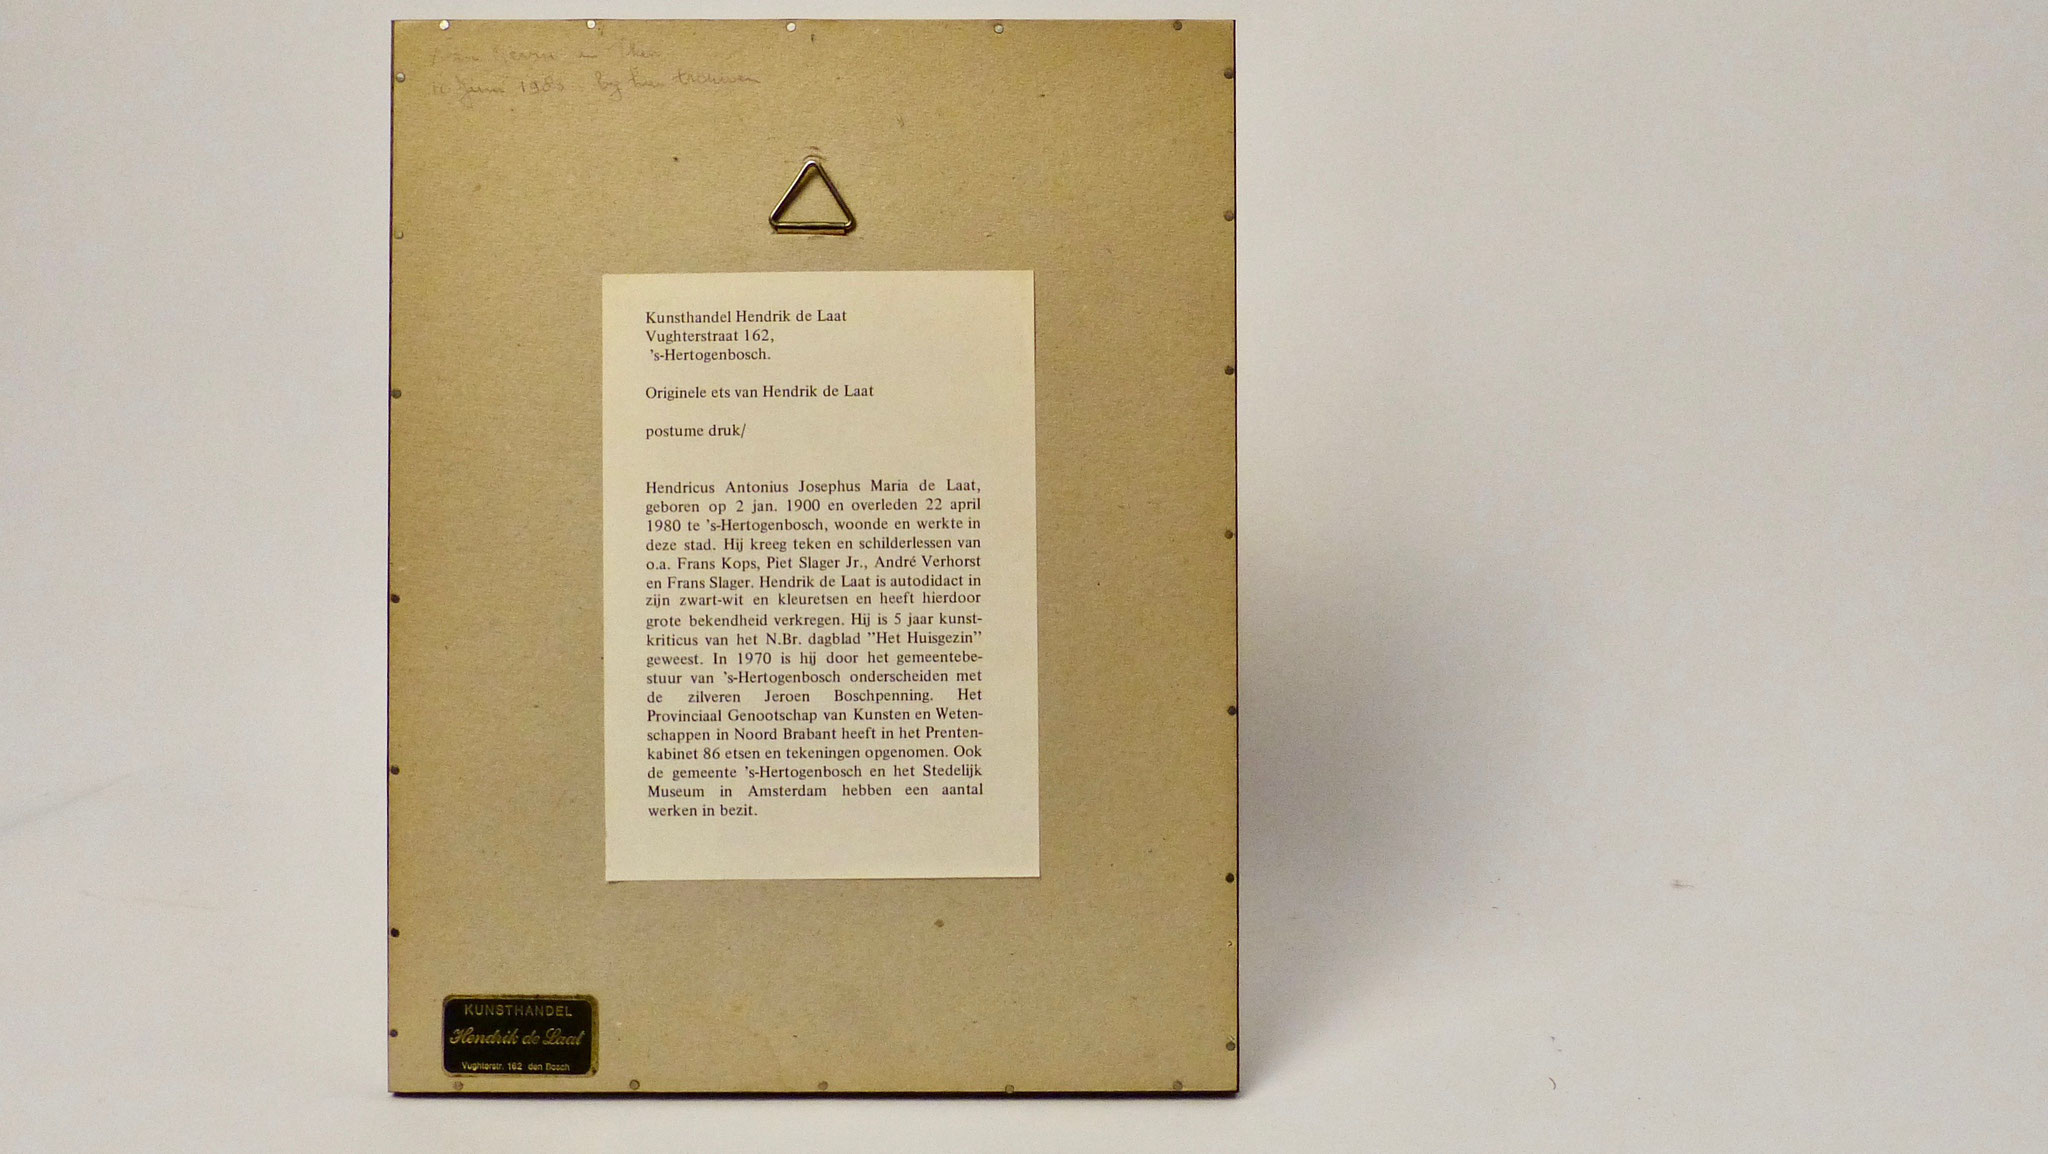 en
1980 bij hun trouwen
Kunsthandel Hendrik de Laat
Vughterstraat 162,
's-Hertogenbosch.
Originele ets van Hendrik de Laat
postume druk/
Hendricus Antonius Josephus Maria de Laat,
geboren op 2 jan. 1900 en overleden 22 april
1980 te 's-Hertogenbosch, woonde en werkte in
deze stad. Hij kreeg teken en schilderlessen van
o.a. Frans Kops, Piet Slager Jr., André Verhorst
en Frans Slager. Hendrik de Laat is autodidact in
zijn zwart-wit en kleuretsen en heeft hierdoor
grote bekendheid verkregen. Hij is 5 jaar kunst-
kriticus van het N.Br. dagblad "Het Huisgezin"
geweest. In 1970 is hij door het gemeentebe-
stuur van 's-Hertogenbosch onderscheiden met
de zilveren Jeroen Boschpenning. Het
Provinciaal Genootschap van Kunsten en Weten-
schappen in Noord Brabant heeft in het Prenten-
kabinet 86 etsen en tekeningen opgenomen. Ook
de gemeente 's-Hertogenbosch en het Stedelijk
Museum in Amsterdam hebben een aantal
werken in bezit.
KUNSTHANDEL
Hendrik de Laat
Vughterstr. 162 den Bosch